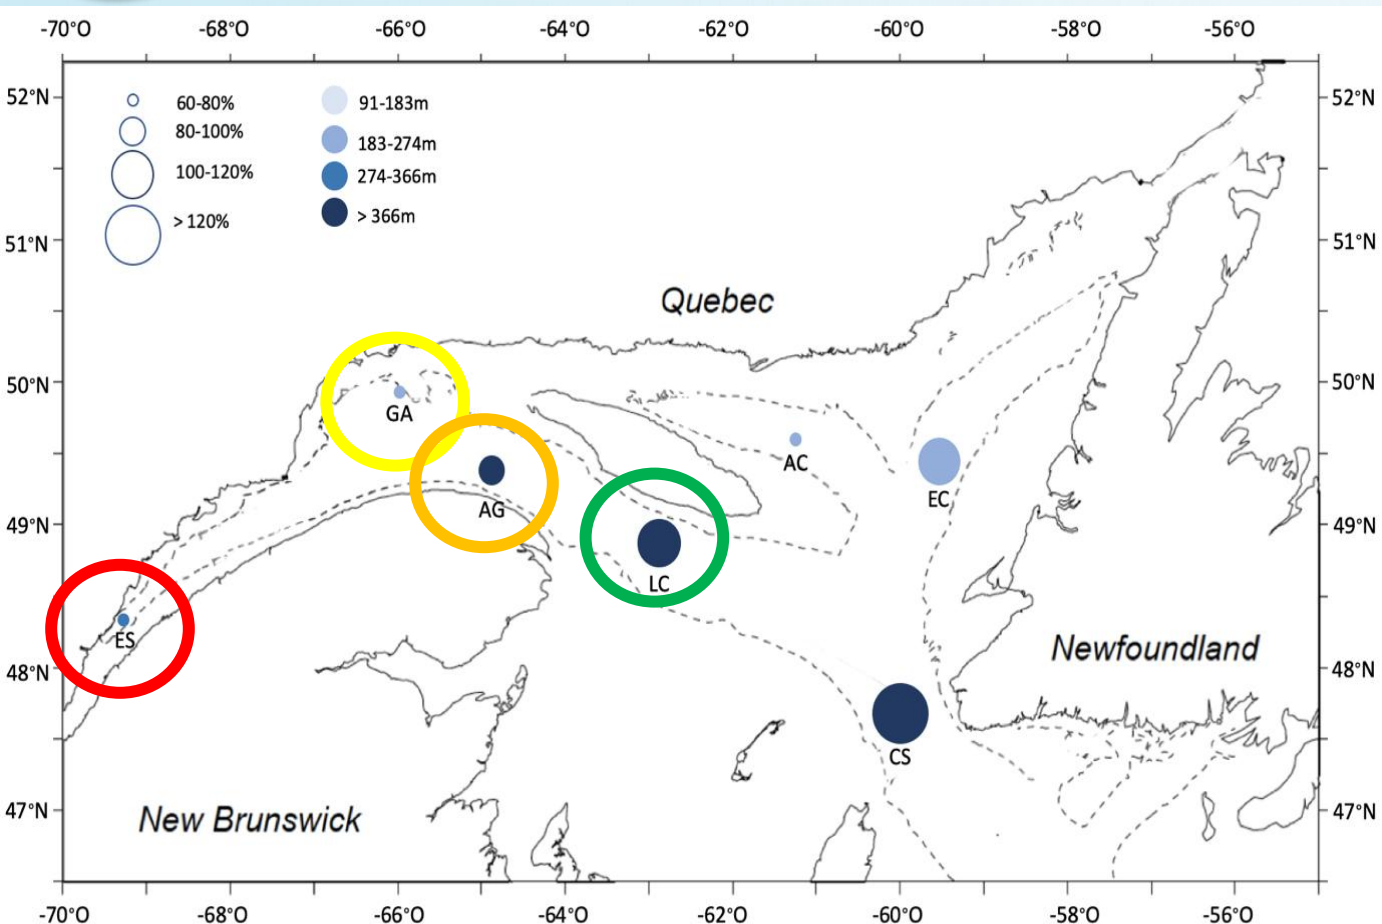 -70°O -68°O -66°O -64°O -62°O -60°O -58°O -56°O
52°N 52°N
60-80% 91-183m
80-100% 183-274m
100-120% 274-366m
> 120% > 366m
51°N 51°N
Quebec
50°N 50°N
GA
AC
EC
AG
49°N 49°N
LC
ES
Newfoundland
48°N 48°N
CS
47°N 47°N
New Brunswick
-70°O -68°O -66°O -64°O -62°O -60°O -58°O -56°O